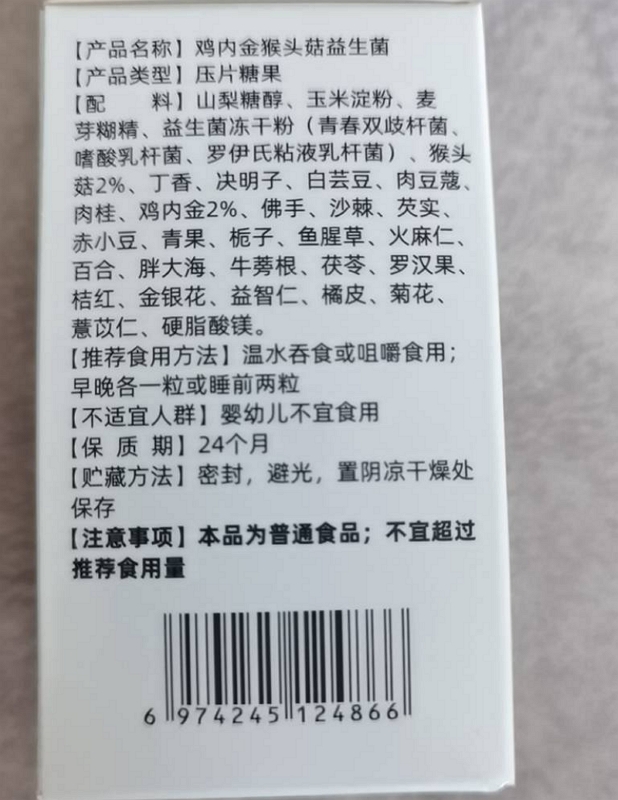 【产品名称】鸡内金猴头菇益生菌
【产品类型】压片糖果
【配　　料】山梨糖醇、玉米淀粉、麦
芽糊精、益生菌冻干粉（青春双歧杆菌、
嗜酸乳杆菌、罗伊氏粘液乳杆菌）、猴头
菇2%、丁香、决明子、白芸豆、肉豆蔻、
肉桂、鸡内金2%、佛手、沙棘、芡实、
赤小豆、青果、栀子、鱼腥草、火麻仁、
百合、胖大海、牛蒡根、茯苓、罗汉果、
桔红、金银花、益智仁、橘皮、菊花、
薏苡仁、硬脂酸镁。
【推荐食用方法】温水吞食或咀嚼食用；
早晚各一粒或睡前两粒
【不适宜人群】婴幼儿不宜食用
【保 质 期】24个月
【贮藏方法】密封，避光，置阴凉干燥处
保存
【注意事项】本品为普通食品；不宜超过
推荐食用量
6 974245 124866